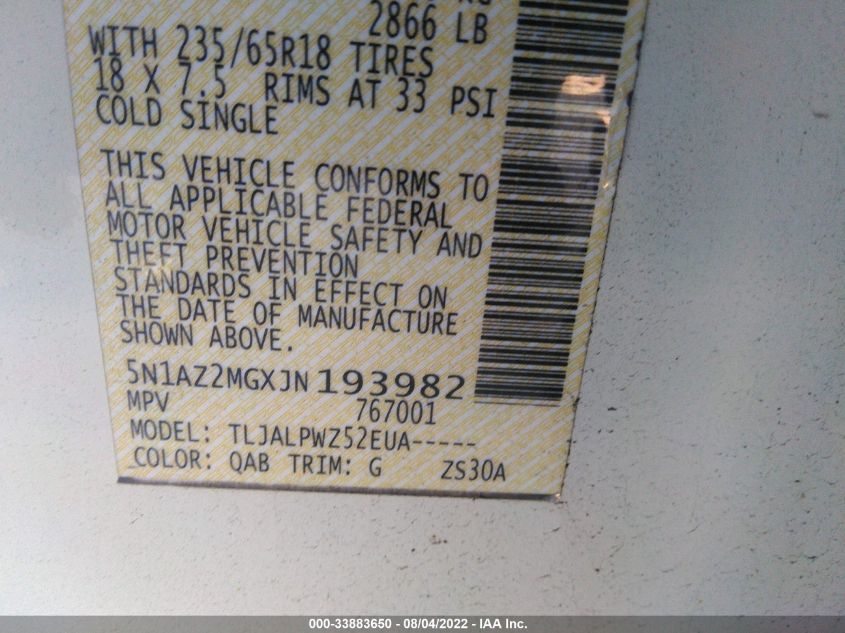 2866 LB
WITH 235/65R18 TIRES
18 X 7.5 RIMS AT 33 PSI
COLD SINGLE
THIS VEHICLE CONFORMS TO
ALL APPLICABLE FEDERAL
MOTOR VEHICLE SAFETY AND
THEFT PREVENTION
STANDARDS IN EFFECT ON
THE DATE OF MANUFACTURE
SHOWN ABOVE.
5N1AZ2MGXJN193982
MPV 767001
MODEL: TLJALPWZ52EUA-----
COLOR: QAB TRIM: G ZS30A
000-33883650 - 08/04/2022 - IAA Inc.